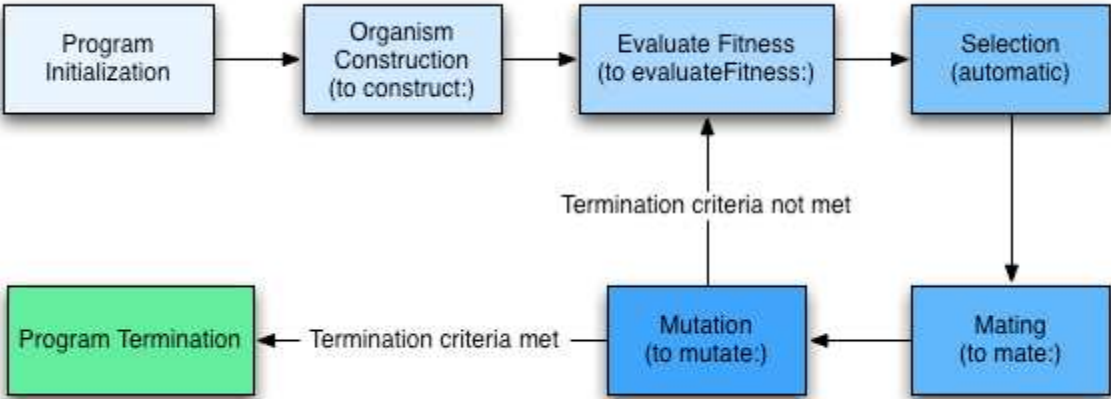 Program
Initialization
Organism
Construction
(to construct:)
Evaluate Fitness
(to evaluateFitness:)
Selection
(automatic)
Termination criteria not met
Program Termination
Termination criteria met
Mutation
(to mutate:)
Mating
(to mate:)